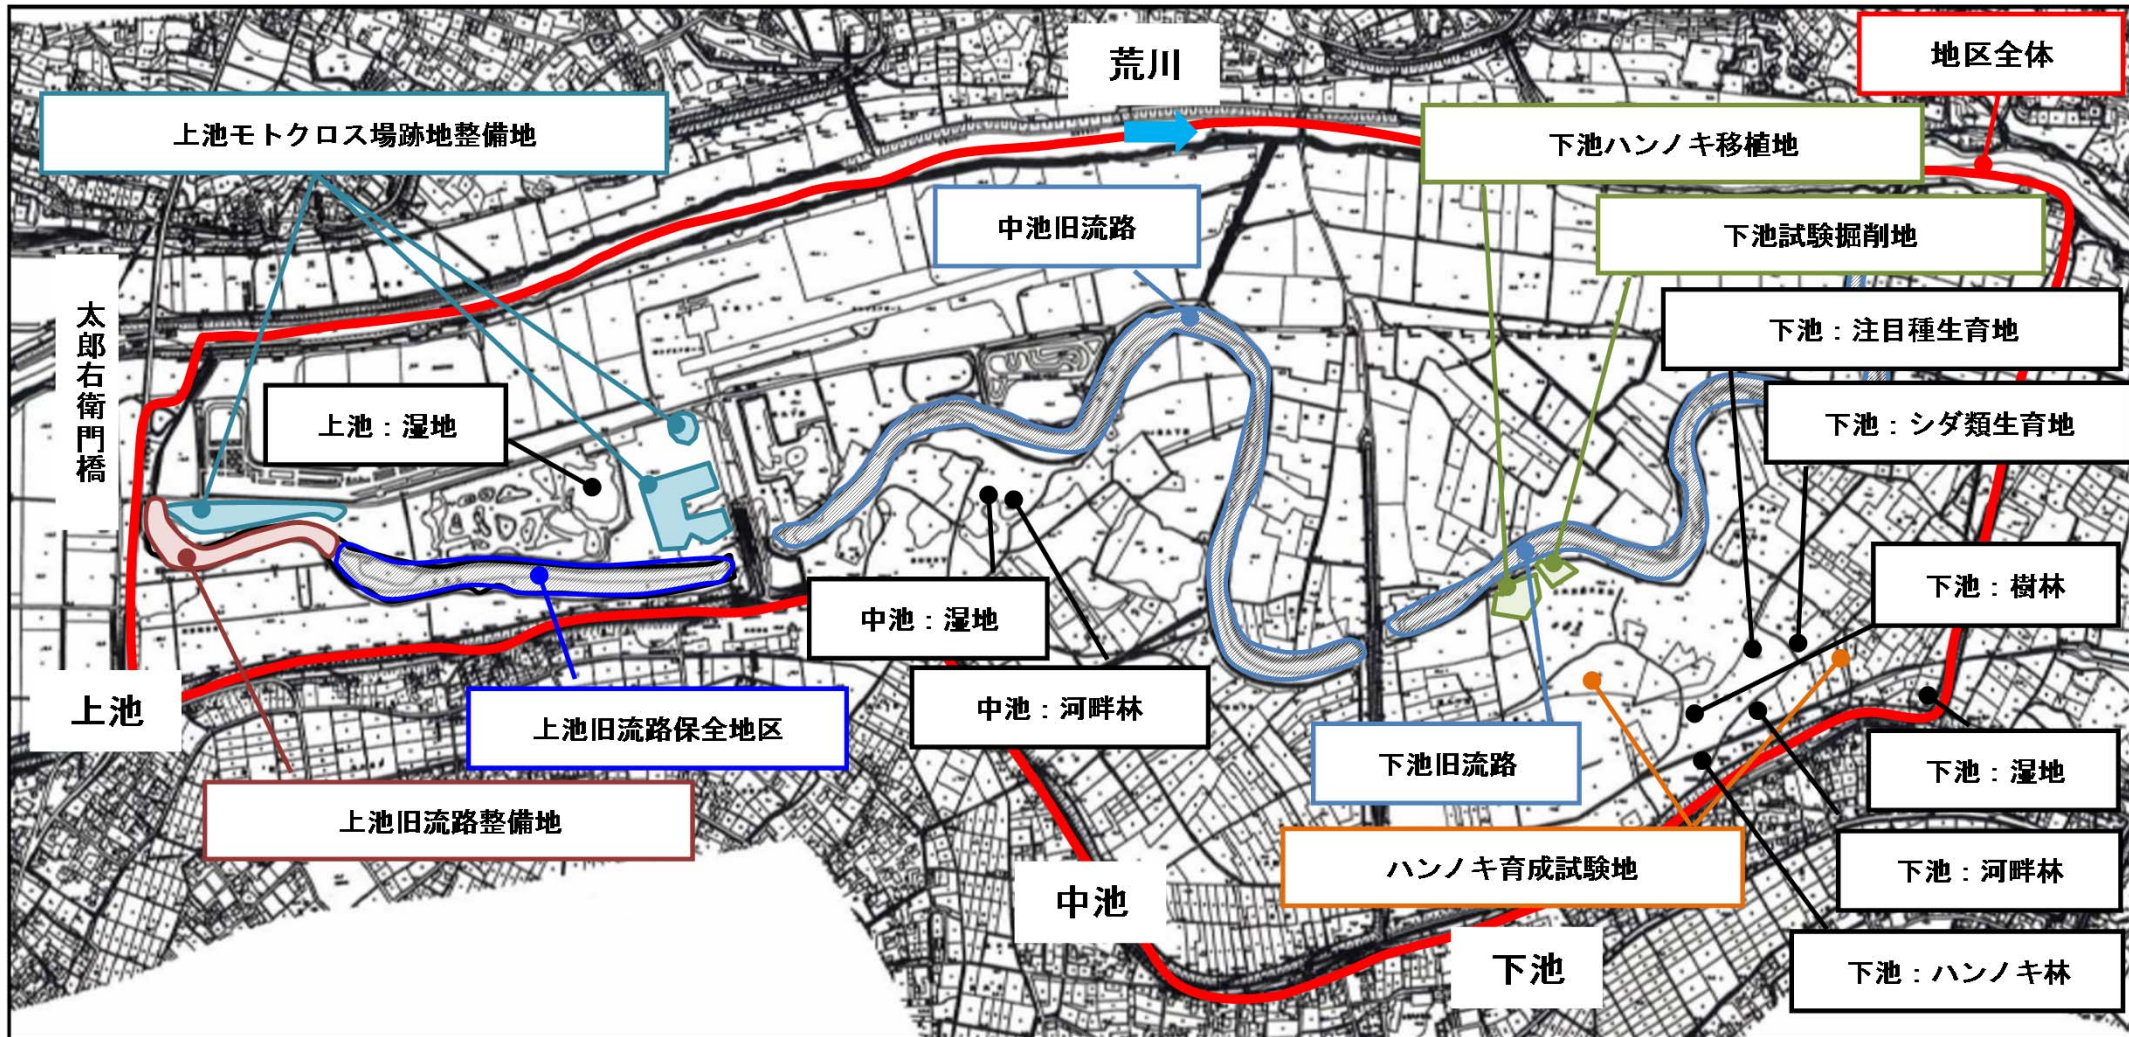 荒川
地区全体
上池モトクロス場跡地整備地
下池ハンノキ移植地
中池旧流路
下池試験掘削地
太郎右衛門橋
下池：注目種生育地
上池：湿地
下池：シダ類生育地
下池：樹林
中池：湿地
上池
中池：河畔林
上池旧流路保全地区
下池旧流路
下池：湿地
上池旧流路整備地
ハンノキ育成試験地
下池：河畔林
中池
下池
下池：ハンノキ林